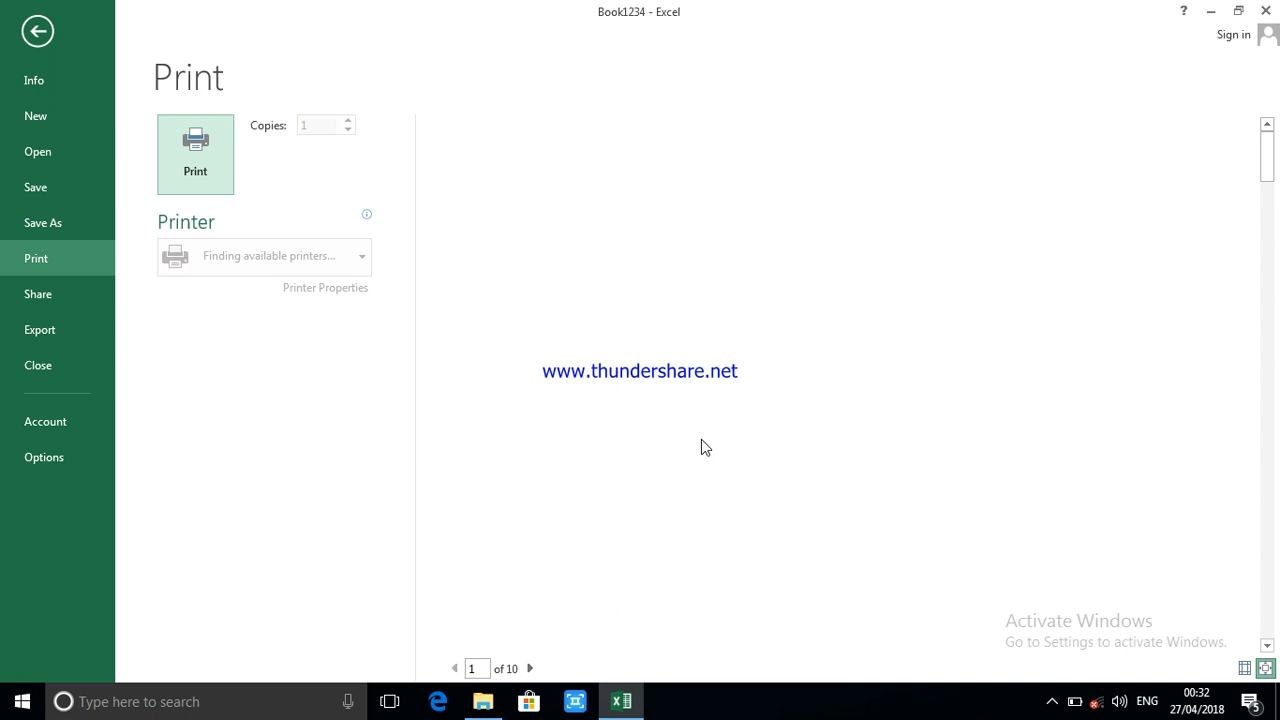 Book1234 - Excel
?
Sign in
Info
New
Open
Save
Save As
Print
Share
Export
Close
Account
Options
Print
Print
Copies: 1
Printer
Finding available printers...
Printer Properties
www.thundershare.net
Activate Windows
Go to Settings to activate Windows.
1 of 10
Type here to search
ENG
00:32
27/04/2018
5